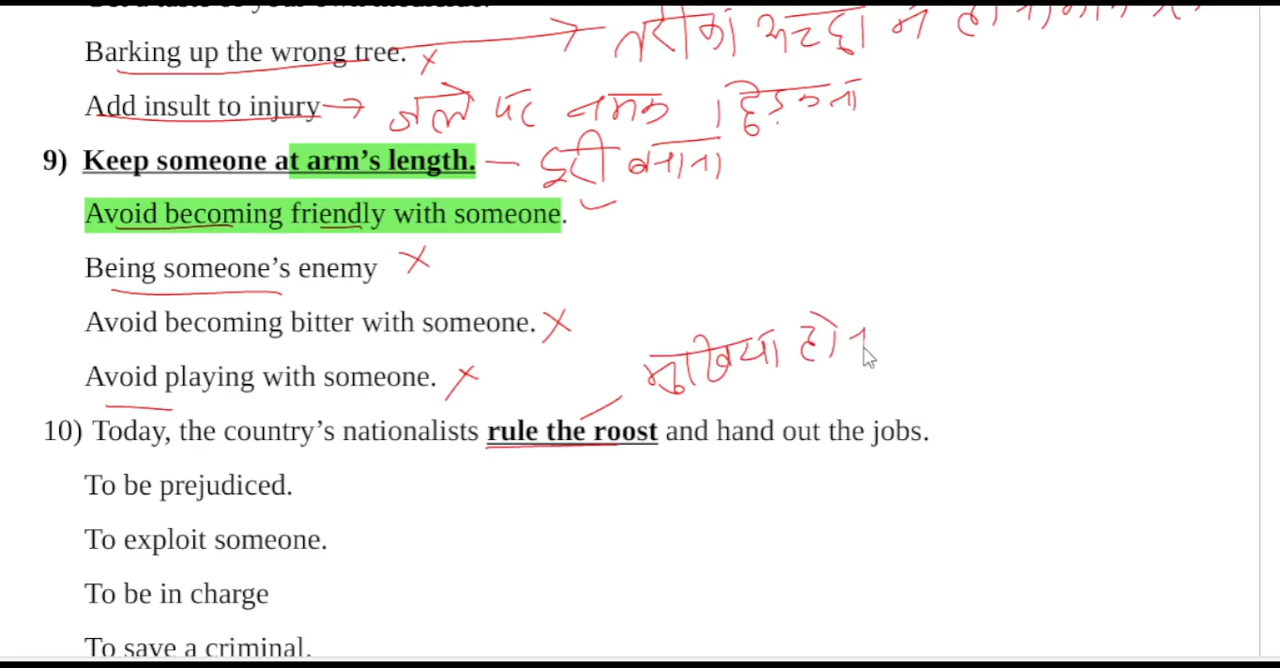 Barking up the wrong tree. x → तरीका अच्छा न होना
Add insult to injury → जले पर नमक छिड़कना
9) Keep someone at arm's length. – दूरी बनाना
Avoid becoming friendly with someone.
Being someone's enemy x
Avoid becoming bitter with someone. x
मुखिया हो
Avoid playing with someone. x
10) Today, the country's nationalists rule the roost and hand out the jobs.
To be prejudiced.
To exploit someone.
To be in charge
To save a criminal.